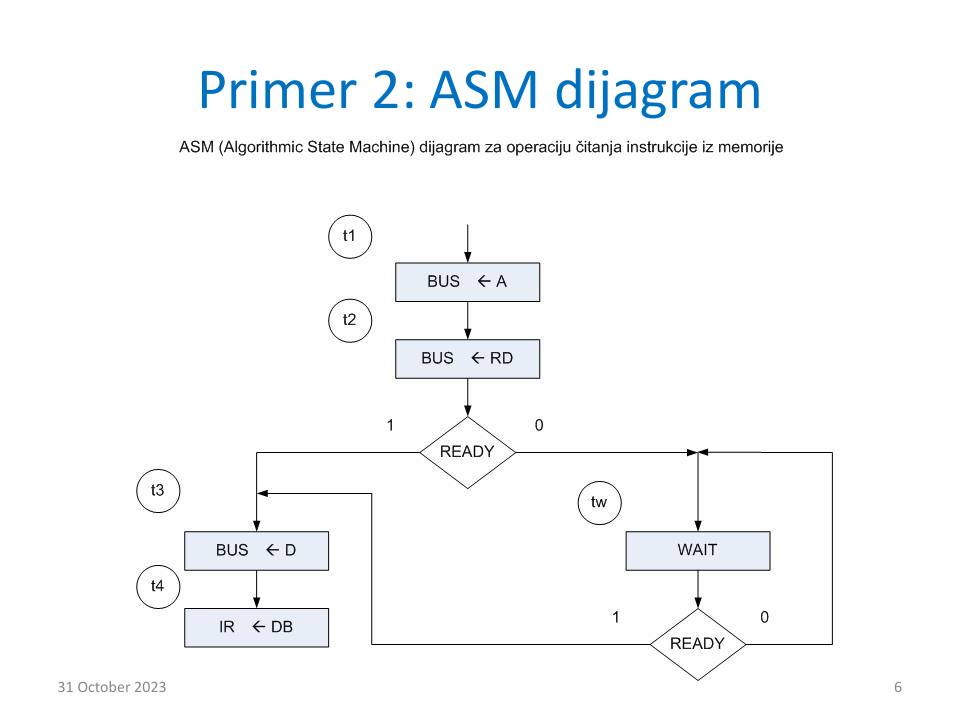 Primer 2: ASM dijagram
ASM (Algorithmic State Machine) dijagram za operaciju čitanja instrukcije iz memorije
t1
BUS ← A
t2
BUS ← RD
1
READY
0
t3
tw
BUS ← D
WAIT
t4
IR ← DB
1
READY
0
31 October 2023
6